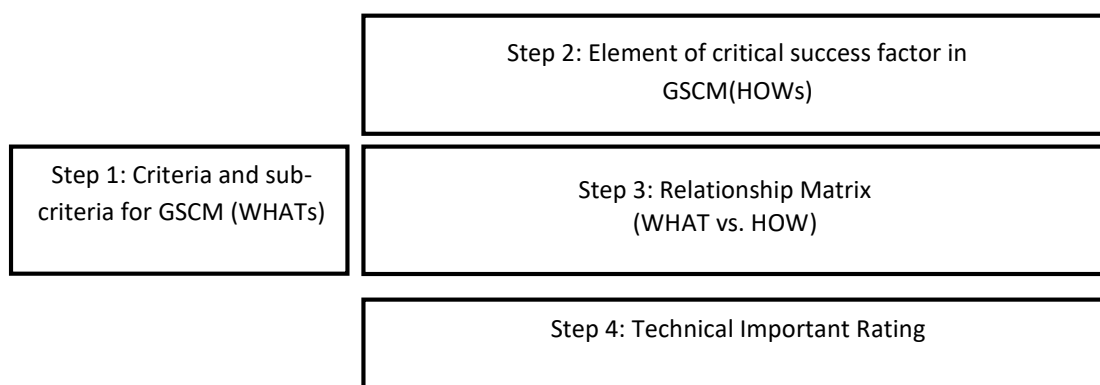 Step 2: Element of critical success factor in
GSCM(HOWs)
Step 1: Criteria and sub-
criteria for GSCM (WHATs)
Step 3: Relationship Matrix
(WHAT vs. HOW)
Step 4: Technical Important Rating